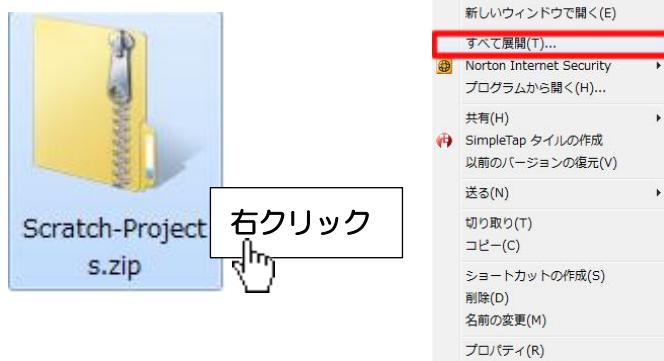 Scratch-Project
s.zip
右クリック
新しいウィンドウで開く(E)
すべて展開(T)...
Norton Internet Security
プログラムから開く(H)...
共有(H)
SimpleTap タイルの作成
以前のバージョンの復元(V)
送る(N)
切り取り(T)
コピー(C)
ショートカットの作成(S)
削除(D)
名前の変更(M)
プロパティ(R)